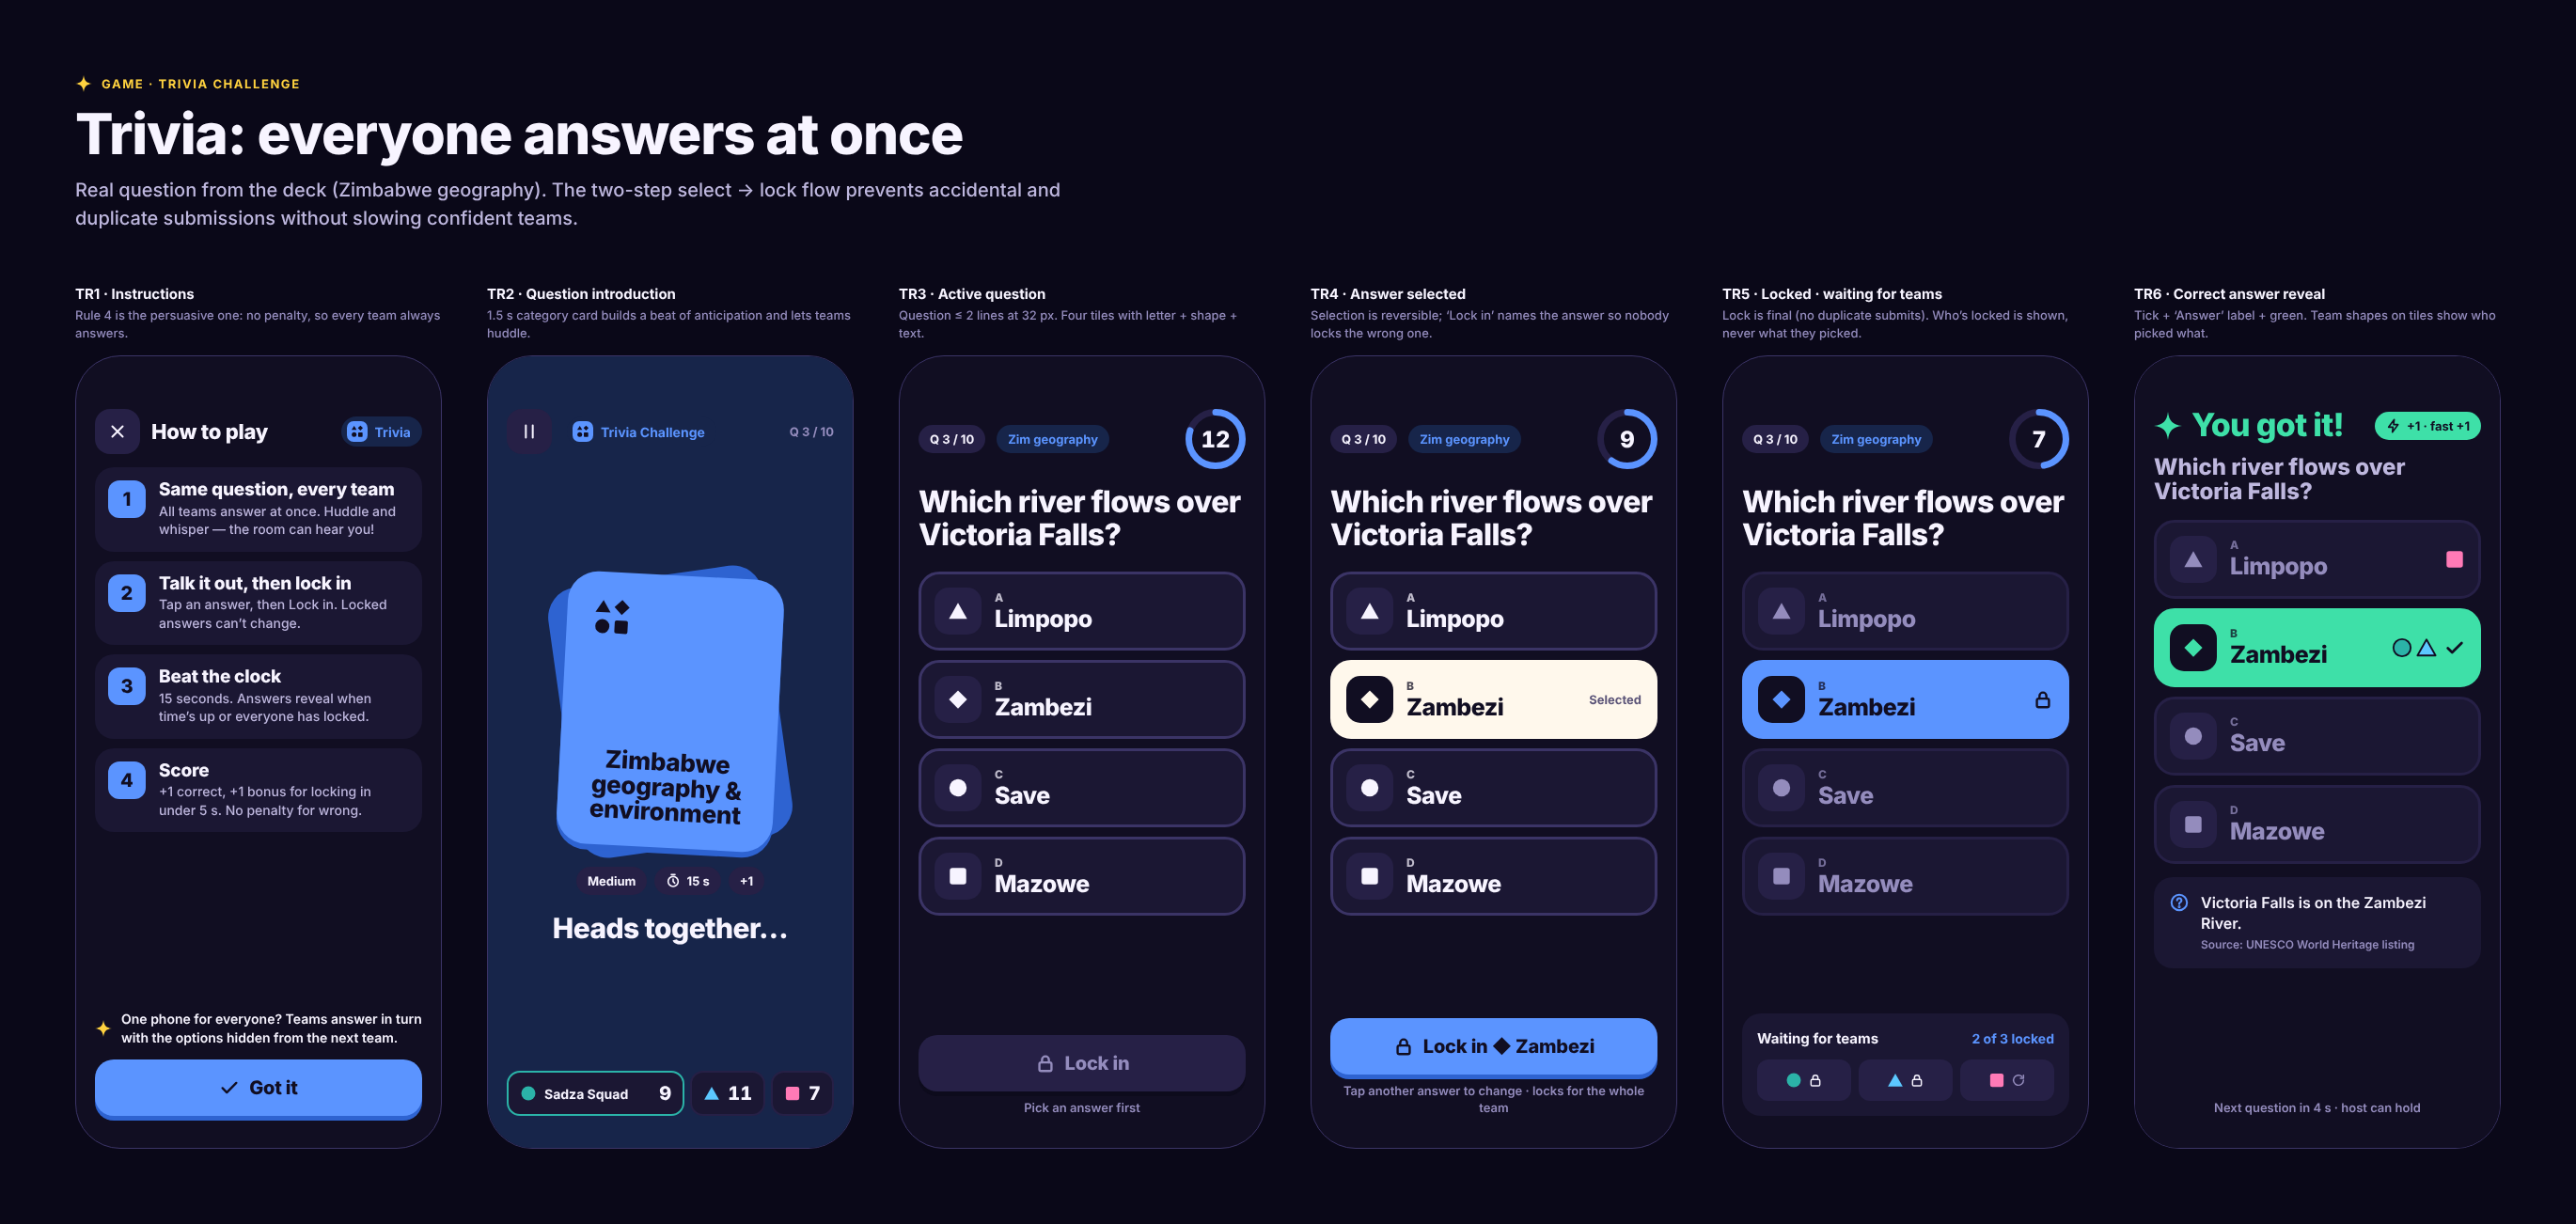 GAME · TRIVIA CHALLENGE
Trivia: everyone answers at once
Real question from the deck (Zimbabwe geography). The two-step select → lock flow prevents accidental and
duplicate submissions without slowing confident teams.
TR1 · Instructions
Rule 4 is the persuasive one: no penalty, so every team always
answers.
How to play
Trivia
1
Same question, every team
All teams answer at once. Huddle and
whisper — the room can hear you!
2
Talk it out, then lock in
Tap an answer, then Lock in. Locked
answers can’t change.
3
Beat the clock
15 seconds. Answers reveal when
time’s up or everyone has locked.
4
Score
+1 correct, +1 bonus for locking in
under 5 s. No penalty for wrong.
One phone for everyone? Teams answer in turn
with the options hidden from the next team.
Got it
TR2 · Question introduction
1.5 s category card builds a beat of anticipation and lets teams
huddle.
Trivia Challenge
Q 3 / 10
Zimbabwe
geography &
environment
Medium
15 s
+1
Heads together…
Sadza Squad 9
11
7
TR3 · Active question
Question ≤ 2 lines at 32 px. Four tiles with letter + shape +
text.
Q 3 / 10
Zim geography
12
Which river flows over
Victoria Falls?
A
Limpopo
B
Zambezi
C
Save
D
Mazowe
Lock in
Pick an answer first
TR4 · Answer selected
Selection is reversible; ‘Lock in’ names the answer so nobody
locks the wrong one.
Q 3 / 10
Zim geography
9
Which river flows over
Victoria Falls?
A
Limpopo
B
Zambezi
Selected
C
Save
D
Mazowe
Lock in ◆ Zambezi
Tap another answer to change · locks for the whole
team
TR5 · Locked · waiting for teams
Lock is final (no duplicate submits). Who’s locked is shown,
never what they picked.
Q 3 / 10
Zim geography
7
Which river flows over
Victoria Falls?
A
Limpopo
B
Zambezi
C
Save
D
Mazowe
Waiting for teams
2 of 3 locked
TR6 · Correct answer reveal
Tick + ‘Answer’ label + green. Team shapes on tiles show who
picked what.
You got it!
+1 · fast +1
Which river flows over
Victoria Falls?
A
Limpopo
B
Zambezi
C
Save
D
Mazowe
Victoria Falls is on the Zambezi
River.
Source: UNESCO World Heritage listing
Next question in 4 s · host can hold